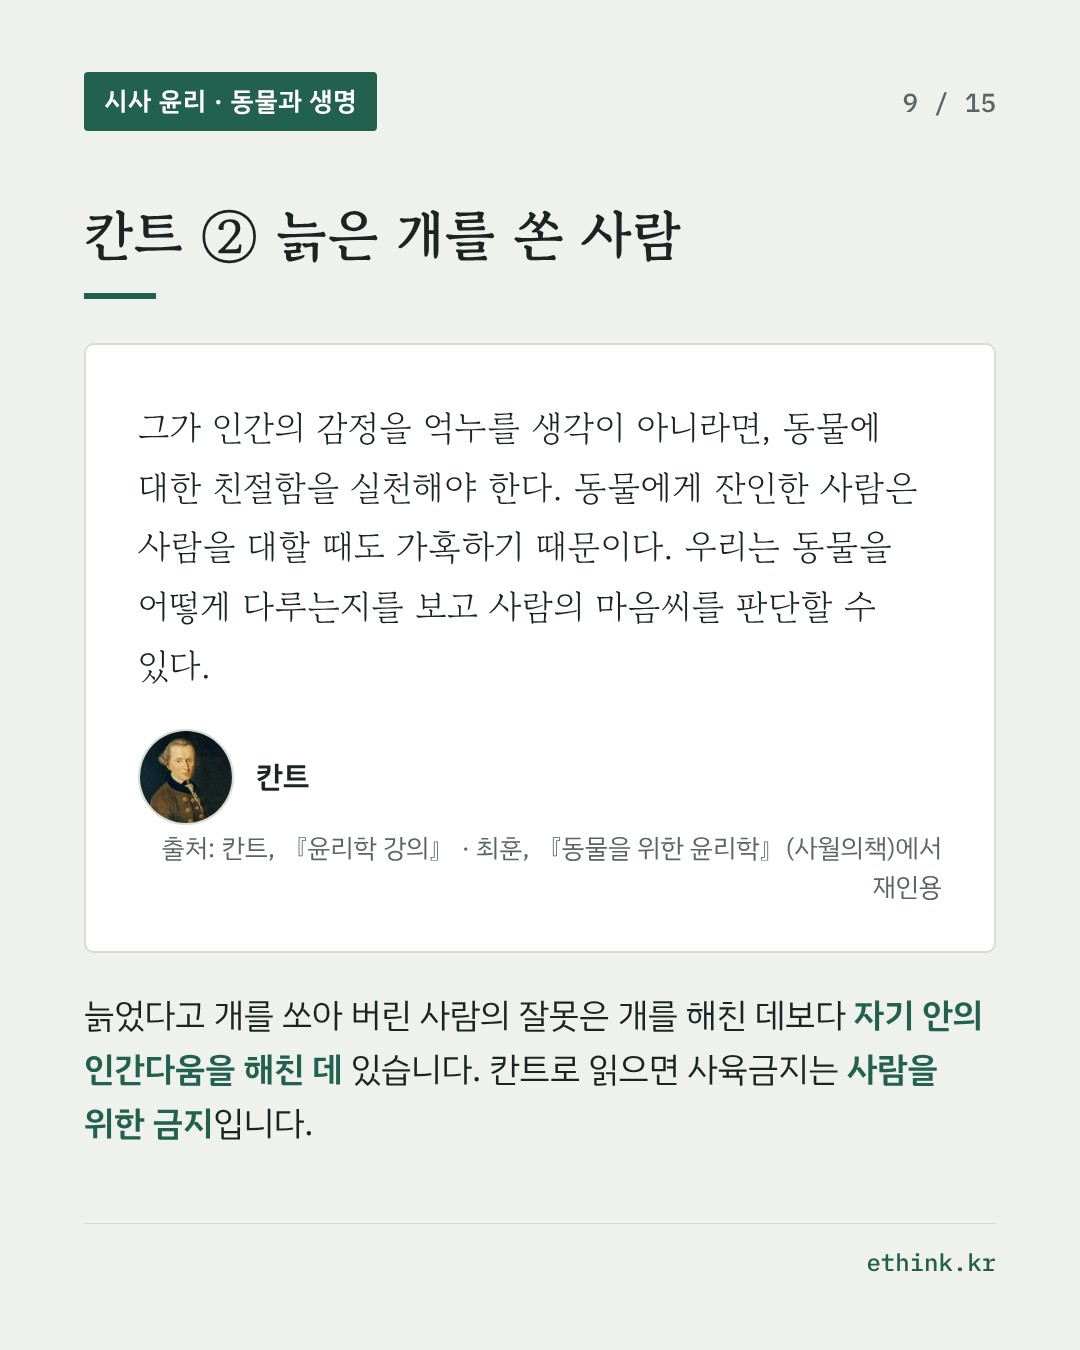 시사 윤리 · 동물과 생명
9 / 15
칸트 ② 늙은 개를 쏜 사람
그가 인간의 감정을 억누를 생각이 아니라면, 동물에
대한 친절함을 실천해야 한다. 동물에게 잔인한 사람은
사람을 대할 때도 가혹하기 때문이다. 우리는 동물을
어떻게 다루는지를 보고 사람의 마음씨를 판단할 수
있다.
칸트
출처: 칸트, 『윤리학 강의』 · 최훈, 『동물을 위한 윤리학』(사월의책)에서
재인용
늙었다고 개를 쏘아 버린 사람의 잘못은 개를 해친 데보다 자기 안의
인간다움을 해친 데 있습니다. 칸트로 읽으면 사육금지는 사람을
위한 금지입니다.
ethink.kr